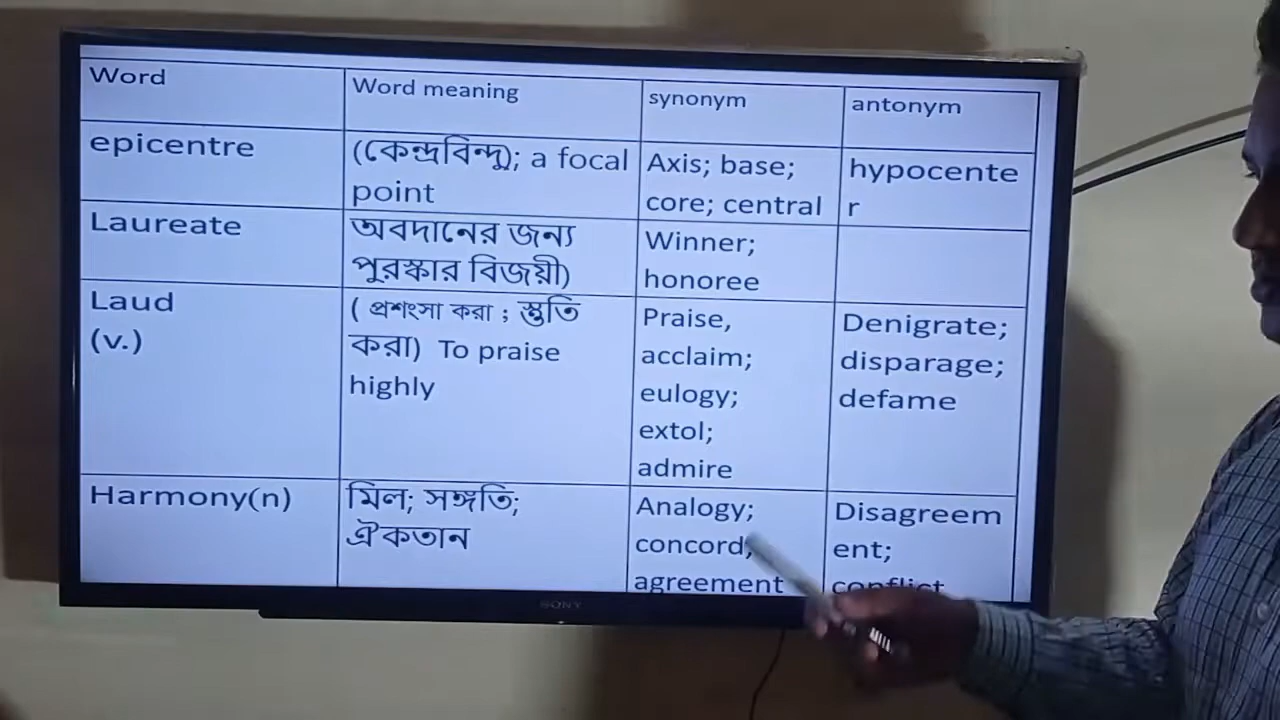 Word
Word meaning
synonym
antonym
epicentre
(কেন্দ্রবিন্দু); a focal
point
Axis; base;
core; central
hypocente
r
Laureate
অবদানের জন্য
পুরস্কার বিজয়ী)
Winner;
honoree
Laud
(v.)
( প্রশংসা করা ; স্তুতি
করা) To praise
highly
Praise,
acclaim;
eulogy;
extol;
admire
Denigrate;
disparage;
defame
Harmony(n)
মিল; সঙ্গতি;
ঐকতান
Analogy;
concord;
agreement
Disagreem
ent;
conflict
SONY